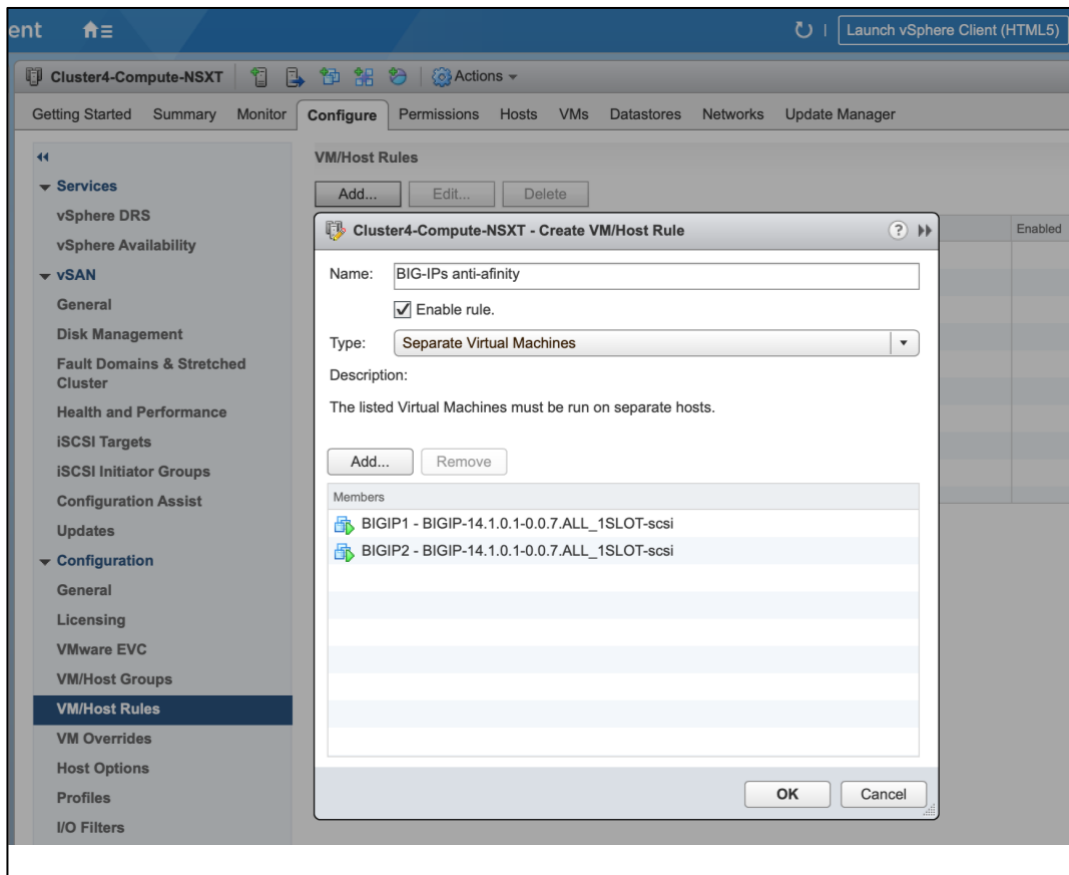 ent
Launch vSphere Client (HTML5)
Cluster4-Compute-NSXT
Actions
Getting Started Summary Monitor Configure Permissions Hosts VMs Datastores Networks Update Manager
Services
vSphere DRS
vSphere Availability
vSAN
General
Disk Management
Fault Domains & Stretched
Cluster
Health and Performance
iSCSI Targets
iSCSI Initiator Groups
Configuration Assist
Updates
Configuration
General
Licensing
VMware EVC
VM/Host Groups
VM/Host Rules
VM Overrides
Host Options
Profiles
I/O Filters
VM/Host Rules
Add... Edit... Delete
Enabled
Cluster4-Compute-NSXT - Create VM/Host Rule ?
Name: BIG-IPs anti-afinity
Enable rule.
Type: Separate Virtual Machines
Description:
The listed Virtual Machines must be run on separate hosts.
Add... Remove
Members
BIGIP1 - BIGIP-14.1.0.1-0.0.7.ALL_1SLOT-scsi
BIGIP2 - BIGIP-14.1.0.1-0.0.7.ALL_1SLOT-scsi
OK Cancel